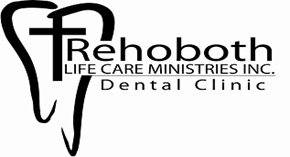 Rehoboth
LIFE CARE MINISTRIES INC.
Dental Clinic